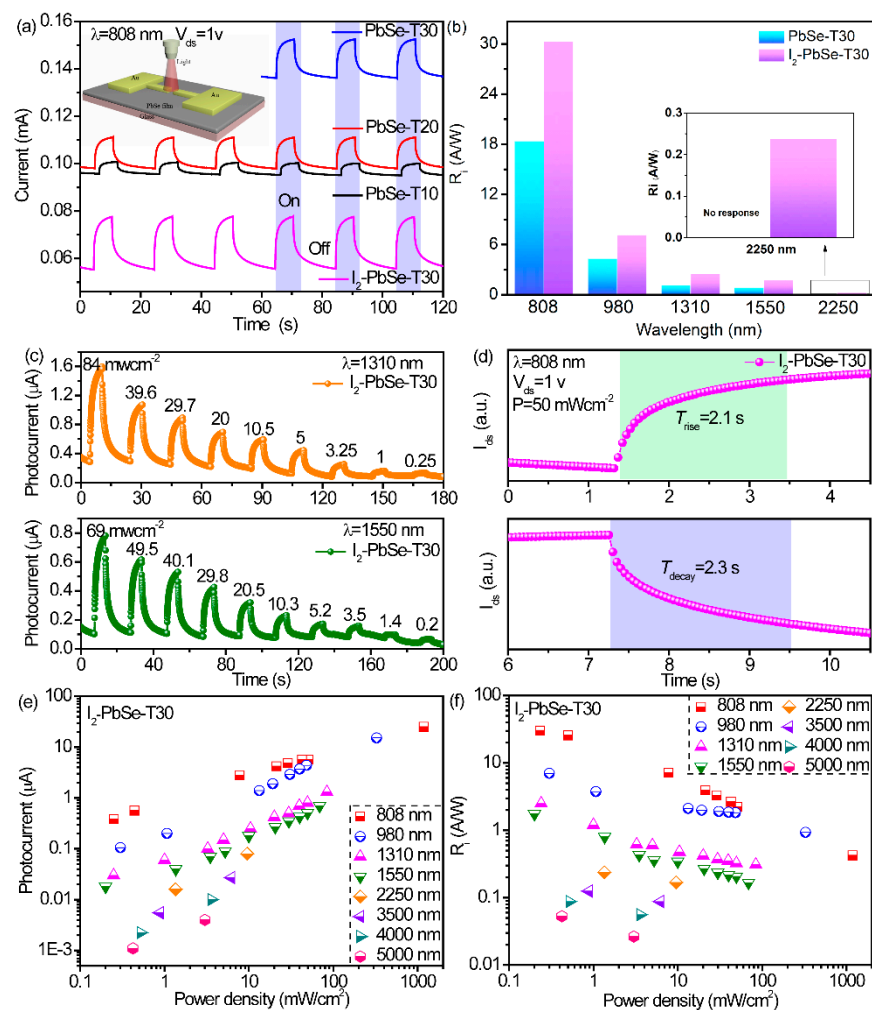 (a)
λ=808 nm V_ds=1v
Light
Au
Au
PbSe film
Glass
PbSe-T30
PbSe-T20
PbSe-T10
On
Off
I₂-PbSe-T30
Current (mA)
0.16
0.14
0.12
0.10
0.08
0.06
0 20 40 60 80 100 120
Time (s)
(b)
PbSe-T30
I₂-PbSe-T30
R_i (A/W)
30
27
24
21
18
15
12
9
6
3
0
Ri (A/W)
0.3
0.2
0.1
0.0
No response
2250 nm
808 980 1310 1550 2250
Wavelength (nm)
(c)
84 mwcm⁻²
λ=1310 nm
I₂-PbSe-T30
39.6 29.7 20 10.5 5 3.25 1 0.25
Photocurrent (μA)
1.6
1.2
0.8
0.4
0.0
0 30 60 90 120 150 180
69 mwcm⁻²
λ=1550 nm
I₂-PbSe-T30
49.5 40.1 29.8 20.5 10.3 5.2 3.5 1.4 0.2
Photocurrent (μA)
0.8
0.6
0.4
0.2
0.0
0 20 40 60 80 100 120 140 160 180 200
Time (s)
(d)
λ=808 nm
V_ds=1 v
P=50 mWcm⁻²
I₂-PbSe-T30
T_rise=2.1 s
I_ds (a.u.)
0 1 2 3 4
T_decay=2.3 s
I_ds (a.u.)
6 7 8 9 10
Time (s)
(e)
I₂-PbSe-T30
Photocurrent (μA)
100
10
1
0.1
0.01
1E-3
808 nm
980 nm
1310 nm
1550 nm
2250 nm
3500 nm
4000 nm
5000 nm
0.1 1 10 100 1000
Power density (mW/cm²)
(f)
I₂-PbSe-T30
808 nm 2250 nm
980 nm 3500 nm
1310 nm 4000 nm
1550 nm 5000 nm
R_i (A/W)
100
10
1
0.1
0.01
0.1 1 10 100 1000
Power density (mW/cm²)